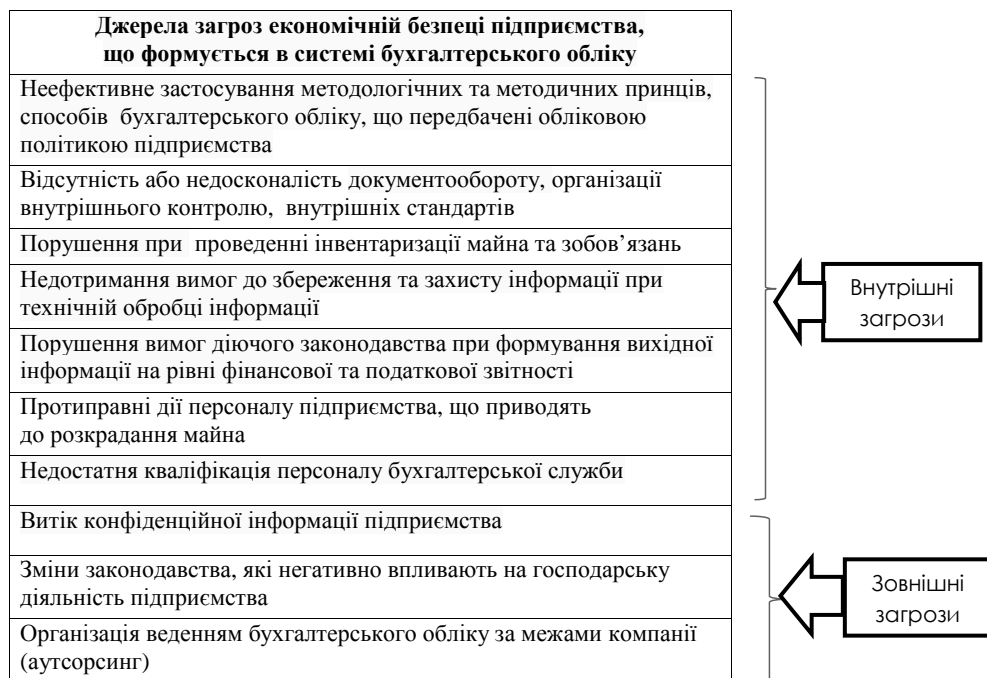 Джерела загроз економічній безпеці підприємства,
що формується в системі бухгалтерського обліку
Неефективне застосування методологічних та методичних принців,
способів бухгалтерського обліку, що передбачені обліковою
політикою підприємства
Відсутність або недосконалість документообороту, організації
внутрішнього контролю, внутрішніх стандартів
Порушення при проведенні інвентаризації майна та зобов’язань
Недотримання вимог до збереження та захисту інформації при
технічній обробці інформації
Порушення вимог діючого законодавства при формування вихідної
інформації на рівні фінансової та податкової звітності
Протиправні дії персоналу підприємства, що приводять
до розкрадання майна
Недостатня кваліфікація персоналу бухгалтерської служби
Внутрішні
загрози
Витік конфіденційної інформації підприємства
Зміни законодавства, які негативно впливають на господарську
діяльність підприємства
Організація веденням бухгалтерського обліку за межами компанії
(аутсорсинг)
Зовнішні
загрози